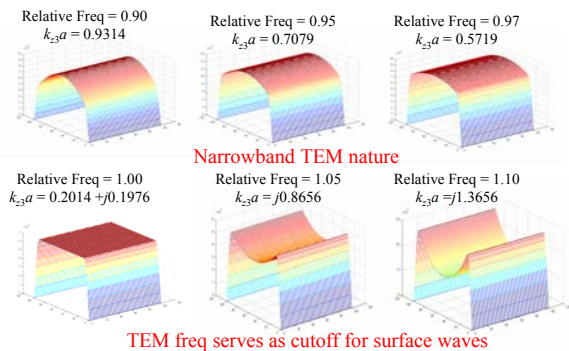 Relative Freq = 0.90
k_z3a = 0.9314
Relative Freq = 0.95
k_z3a = 0.7079
Relative Freq = 0.97
k_z3a = 0.5719
Narrowband TEM nature
Relative Freq = 1.00
k_z3a = 0.2014 +j0.1976
Relative Freq = 1.05
k_z3a = j0.8656
Relative Freq = 1.10
k_z3a =j1.3656
TEM freq serves as cutoff for surface waves